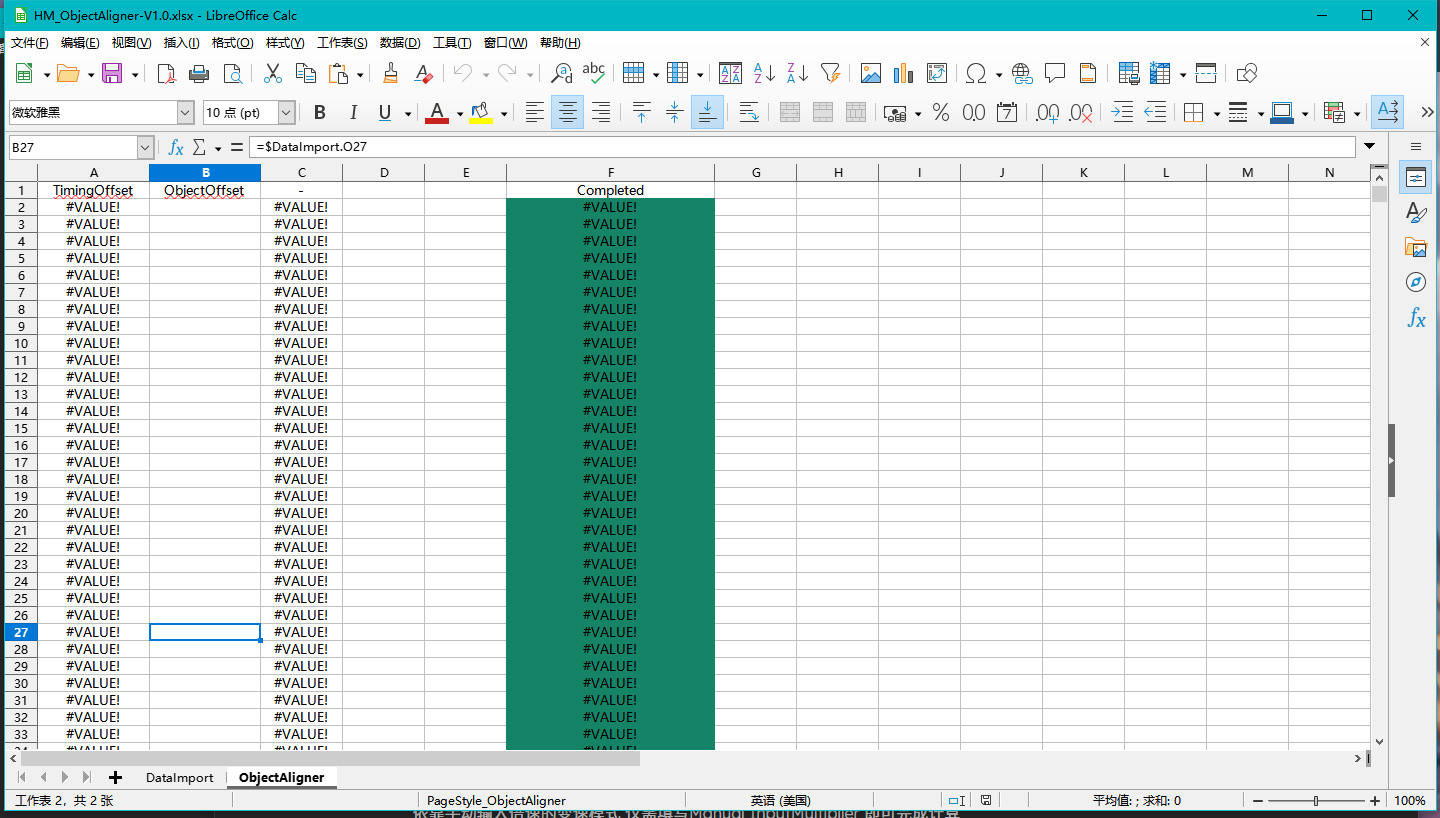 HM_ObjectAligner-V1.0.xlsx - LibreOffice Calc
文件(F) 编辑(E) 视图(V) 插入(I) 格式(O) 样式(Y) 工作表(S) 数据(D) 工具(T) 窗口(W) 帮助(H)
微软雅黑 10 点 (pt)
B27 =$DataImport.O27
A B C D E F G H I J K L M N
1 TimingOffset ObjectOffset - Completed
2 #VALUE! #VALUE! #VALUE!
3 #VALUE! #VALUE! #VALUE!
4 #VALUE! #VALUE! #VALUE!
5 #VALUE! #VALUE! #VALUE!
6 #VALUE! #VALUE! #VALUE!
7 #VALUE! #VALUE! #VALUE!
8 #VALUE! #VALUE! #VALUE!
9 #VALUE! #VALUE! #VALUE!
10 #VALUE! #VALUE! #VALUE!
11 #VALUE! #VALUE! #VALUE!
12 #VALUE! #VALUE! #VALUE!
13 #VALUE! #VALUE! #VALUE!
14 #VALUE! #VALUE! #VALUE!
15 #VALUE! #VALUE! #VALUE!
16 #VALUE! #VALUE! #VALUE!
17 #VALUE! #VALUE! #VALUE!
18 #VALUE! #VALUE! #VALUE!
19 #VALUE! #VALUE! #VALUE!
20 #VALUE! #VALUE! #VALUE!
21 #VALUE! #VALUE! #VALUE!
22 #VALUE! #VALUE! #VALUE!
23 #VALUE! #VALUE! #VALUE!
24 #VALUE! #VALUE! #VALUE!
25 #VALUE! #VALUE! #VALUE!
26 #VALUE! #VALUE! #VALUE!
27 #VALUE! #VALUE! #VALUE!
28 #VALUE! #VALUE! #VALUE!
29 #VALUE! #VALUE! #VALUE!
30 #VALUE! #VALUE! #VALUE!
31 #VALUE! #VALUE! #VALUE!
32 #VALUE! #VALUE! #VALUE!
33 #VALUE! #VALUE! #VALUE!
34 #VALUE! #VALUE! #VALUE!
DataImport ObjectAligner
工作表 2，共 2 张 PageStyle_ObjectAligner 英语 (美国) 平均值: ; 求和: 0 100%